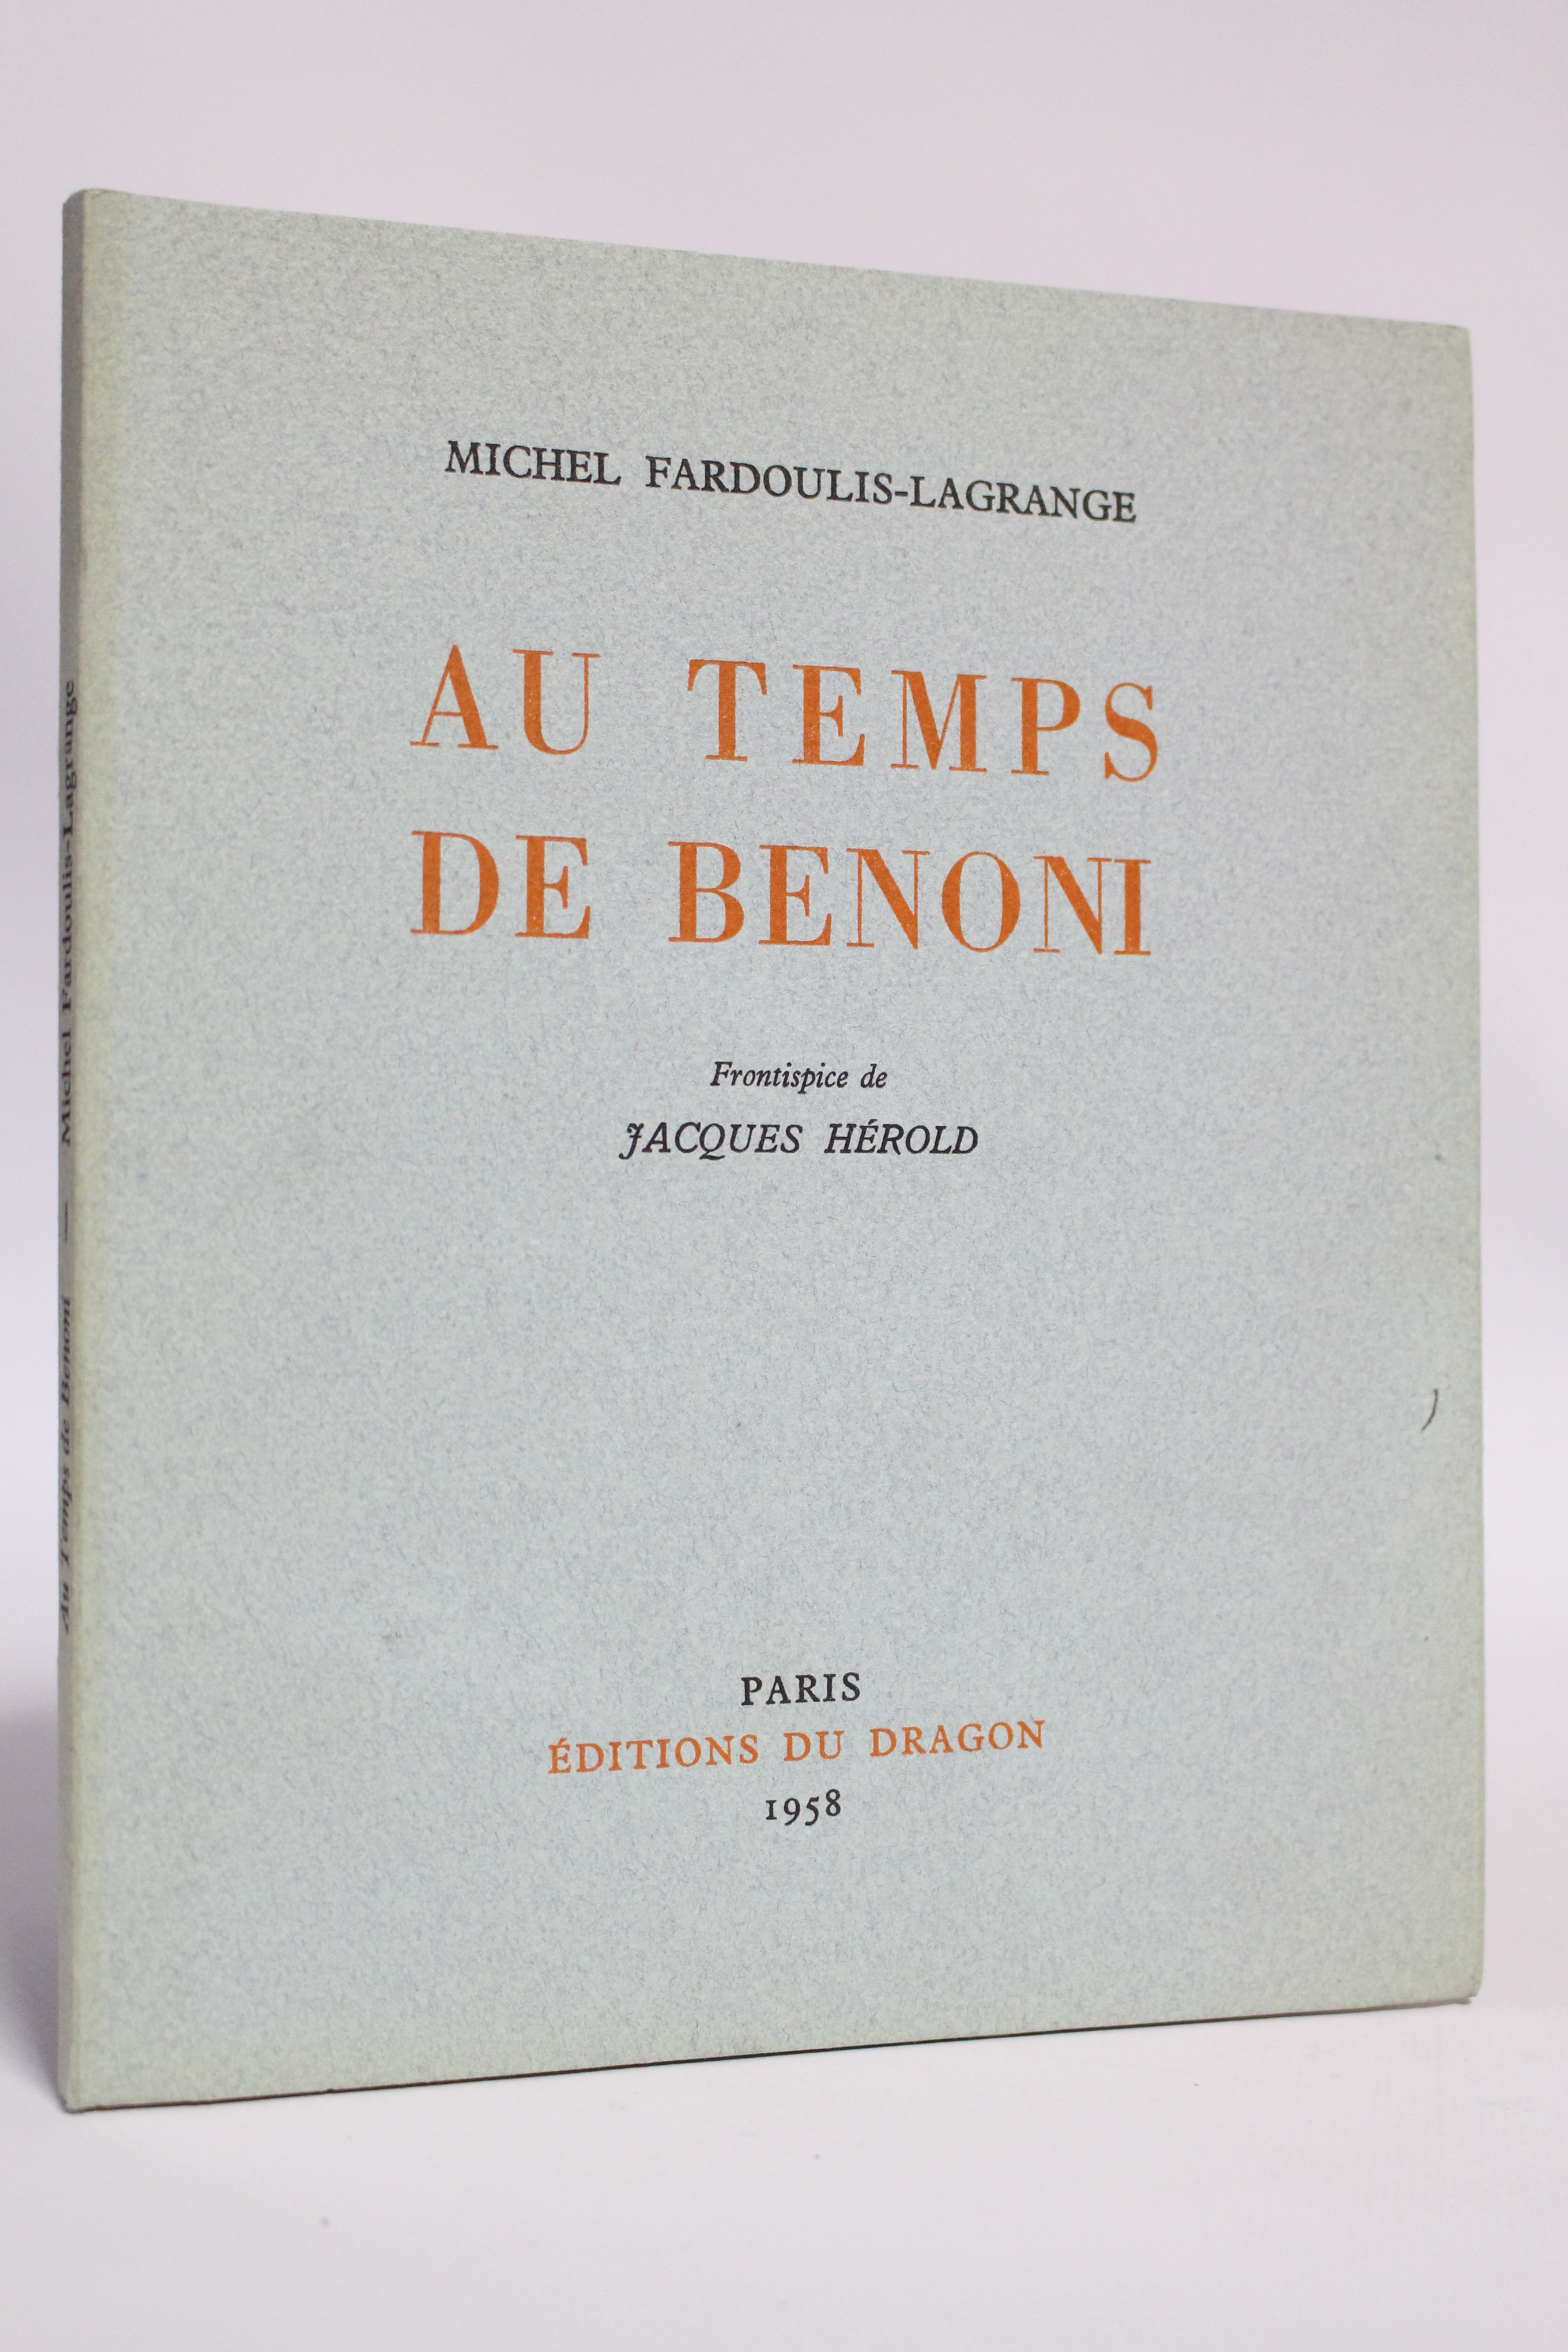 MICHEL FARDOULIS-LAGRANGE
AU TEMPS
DE BENONI
Frontispice de
JACQUES HÉROLD
PARIS
ÉDITIONS DU DRAGON
1958
Au Temps de Benoni — Michel Fardoulis-Lagrange